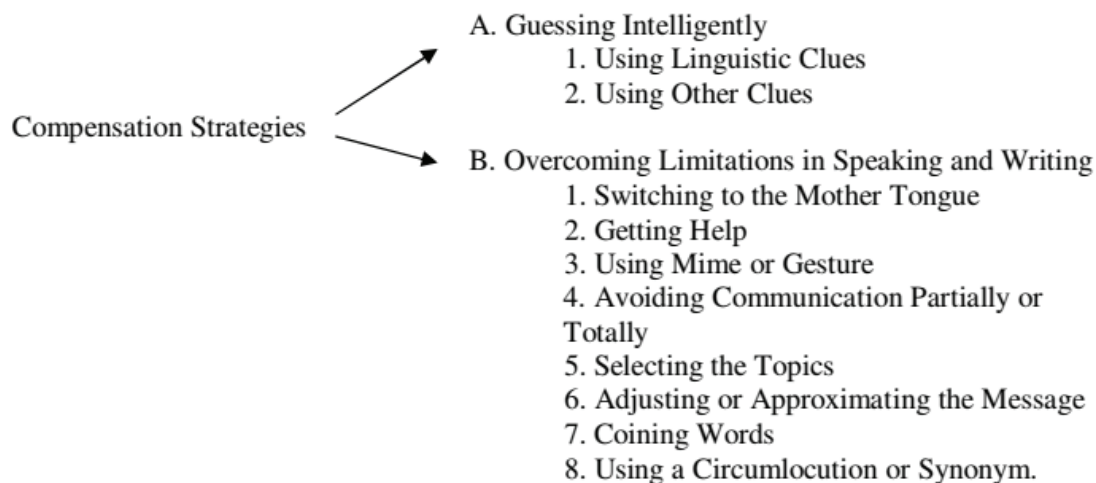 A. Guessing Intelligently
1. Using Linguistic Clues
2. Using Other Clues
Compensation Strategies
B. Overcoming Limitations in Speaking and Writing
1. Switching to the Mother Tongue
2. Getting Help
3. Using Mime or Gesture
4. Avoiding Communication Partially or
Totally
5. Selecting the Topics
6. Adjusting or Approximating the Message
7. Coining Words
8. Using a Circumlocution or Synonym.